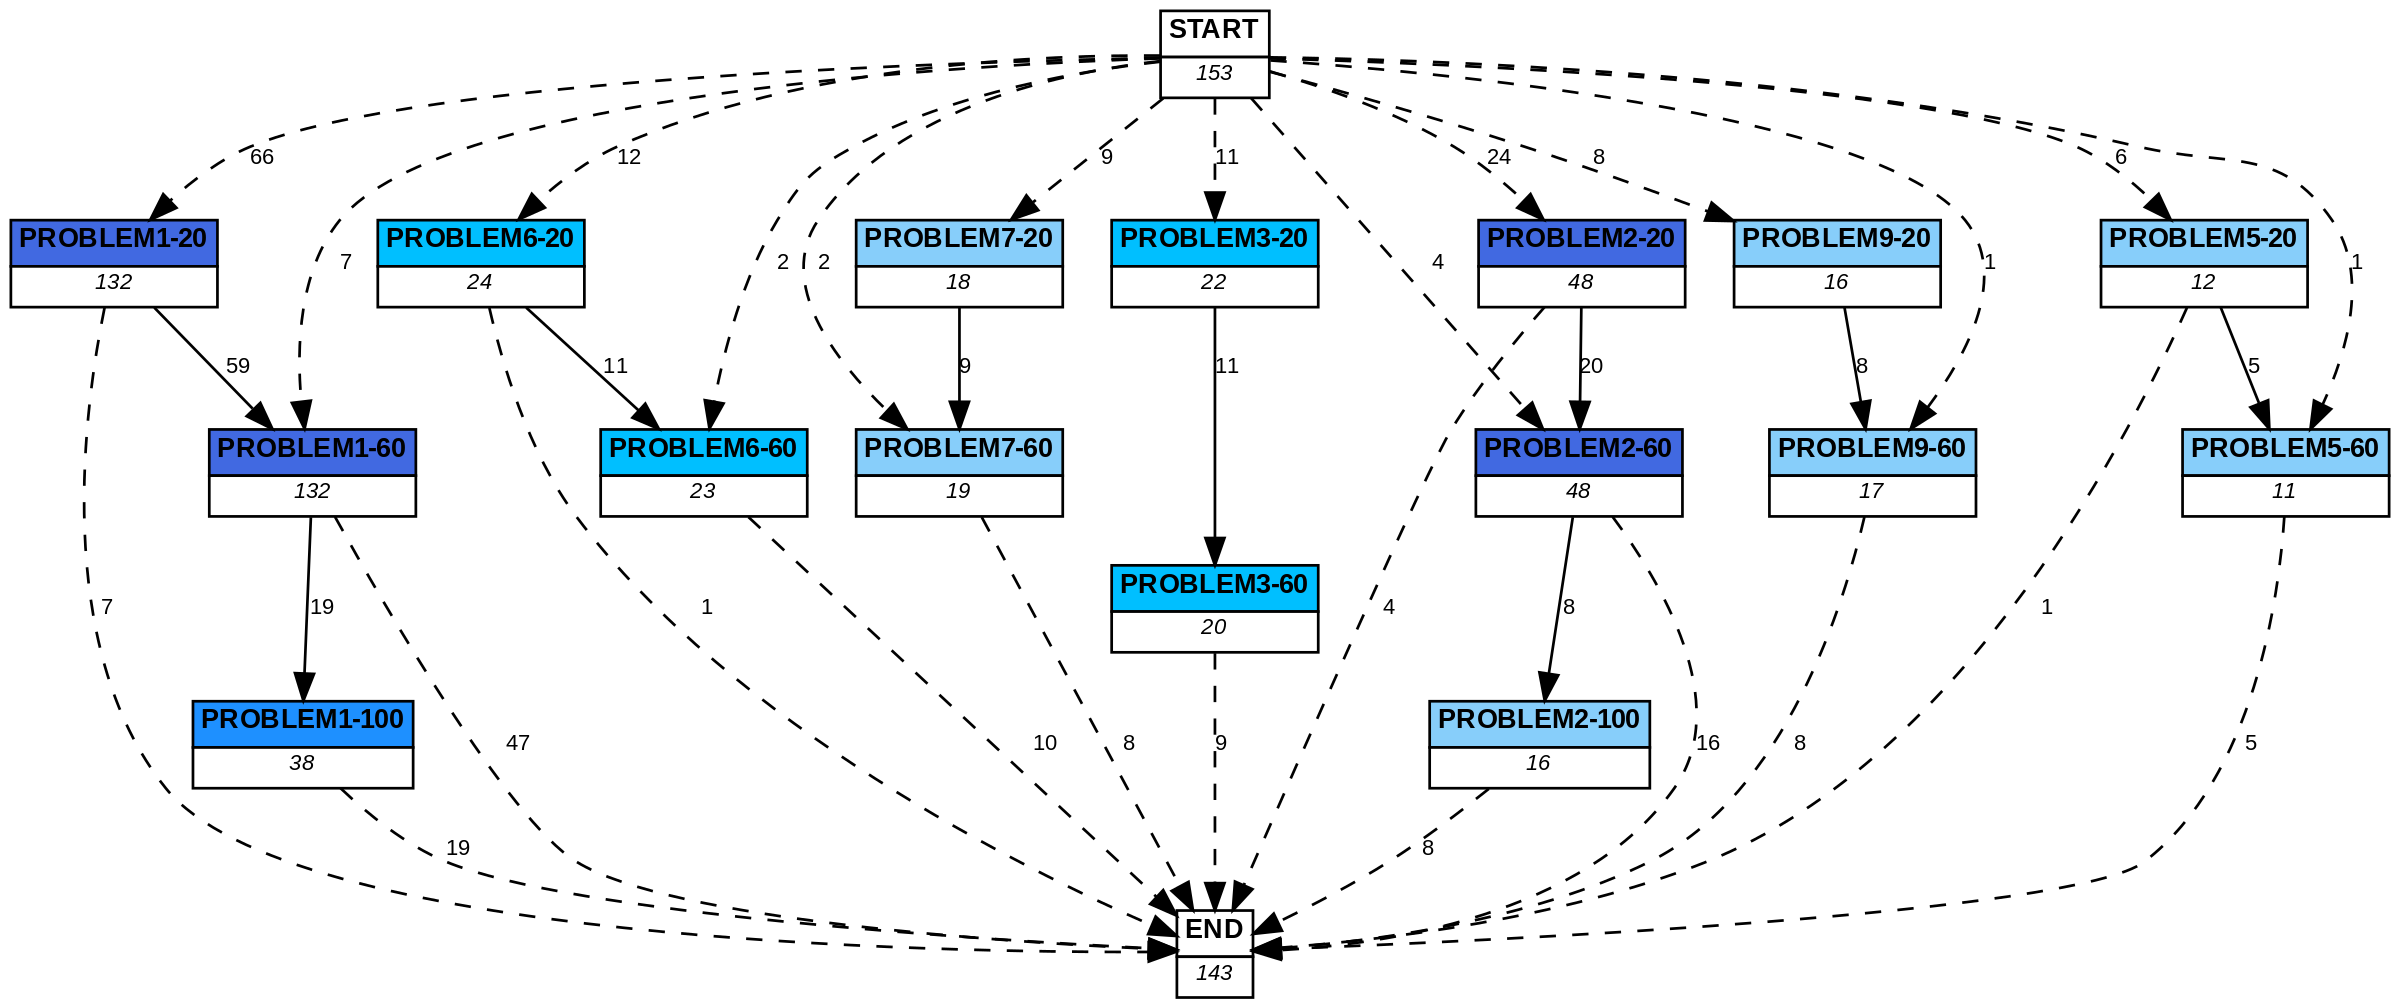 START
153
66
12
9
11
24
8
6
7
2
2
4
1
1
PROBLEM1-20
132
PROBLEM6-20
24
PROBLEM7-20
18
PROBLEM3-20
22
PROBLEM2-20
48
PROBLEM9-20
16
PROBLEM5-20
12
59
11
9
11
20
8
5
PROBLEM1-60
132
PROBLEM6-60
23
PROBLEM7-60
19
PROBLEM2-60
48
PROBLEM9-60
17
PROBLEM5-60
11
PROBLEM3-60
20
7
19
1
4
8
1
PROBLEM1-100
38
PROBLEM2-100
16
47
10
8
9
16
8
5
19
8
END
143